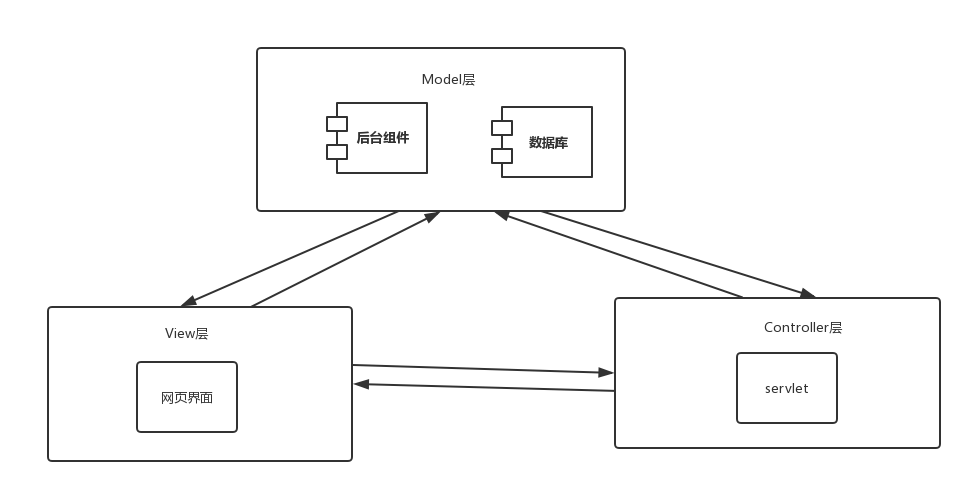 Model层
后台组件
数据库
View层
网页界面
Controller层
servlet